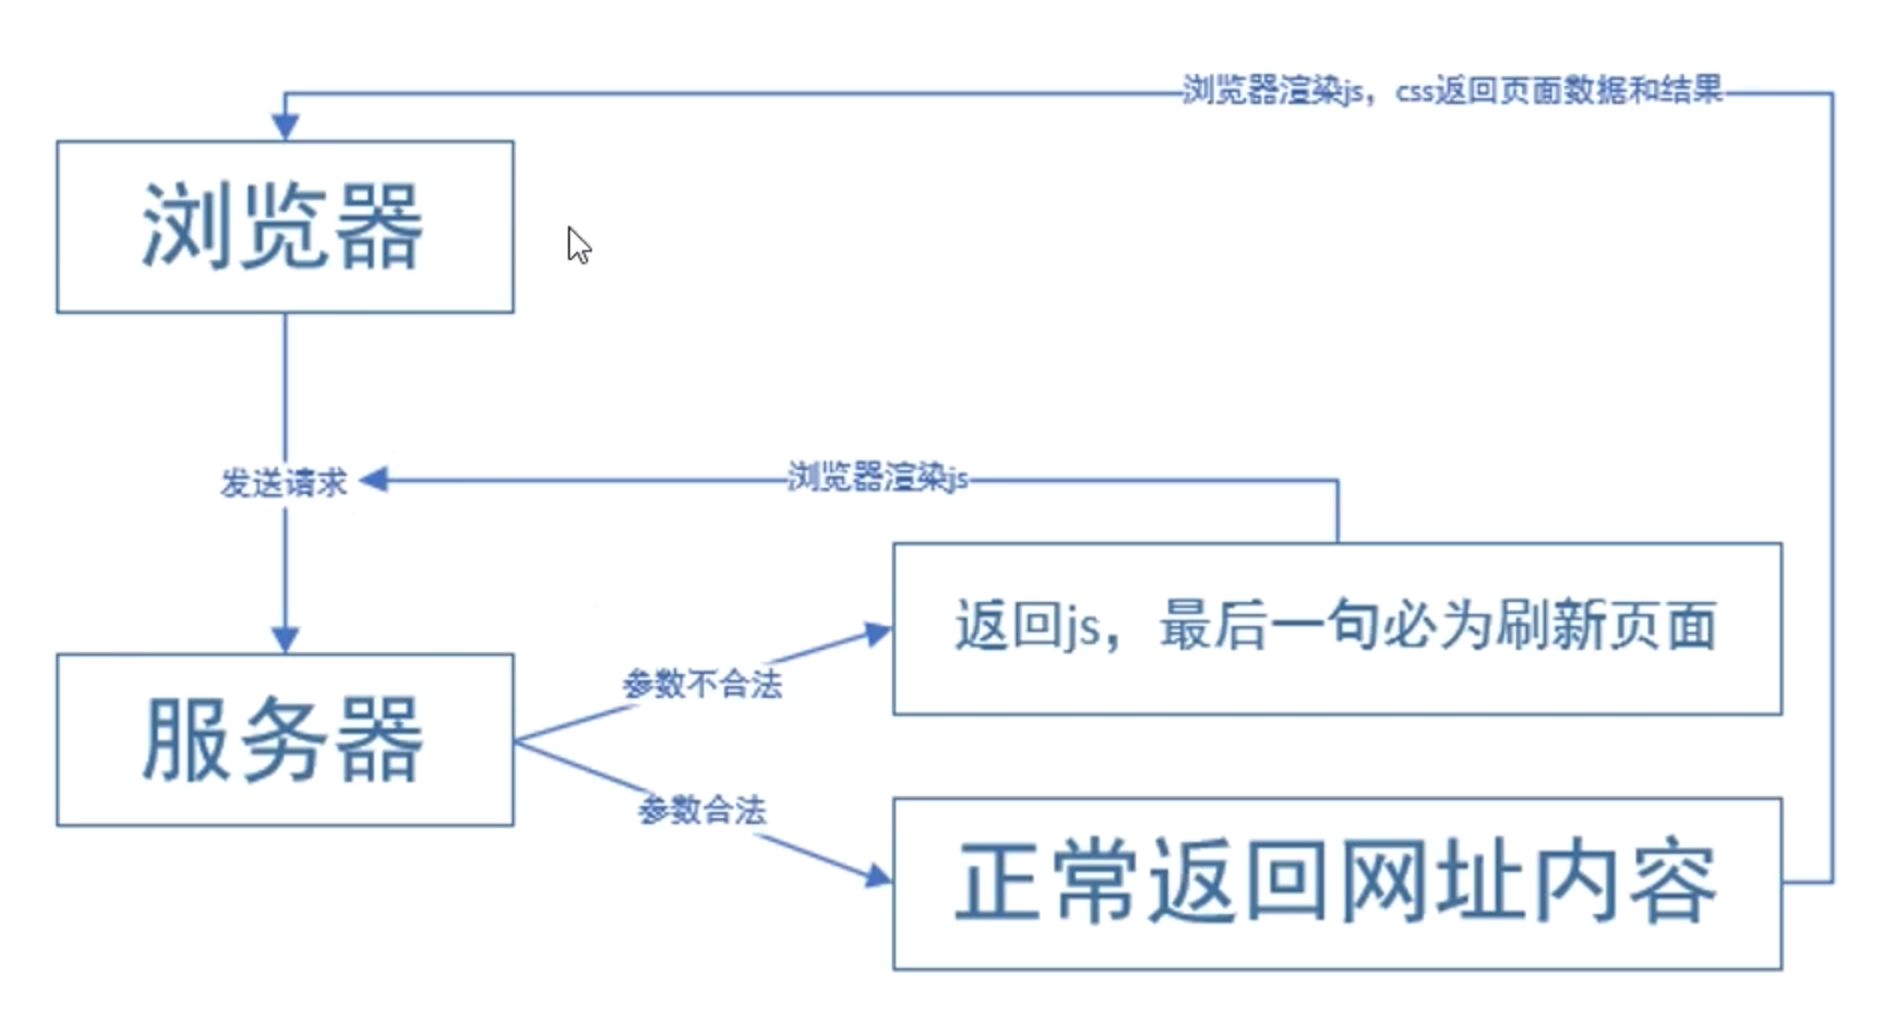 浏览器渲染js，css返回页面数据和结果
浏览器
发送请求
浏览器渲染js
返回js，最后一句必为刷新页面
参数不合法
服务器
参数合法
正常返回网址内容